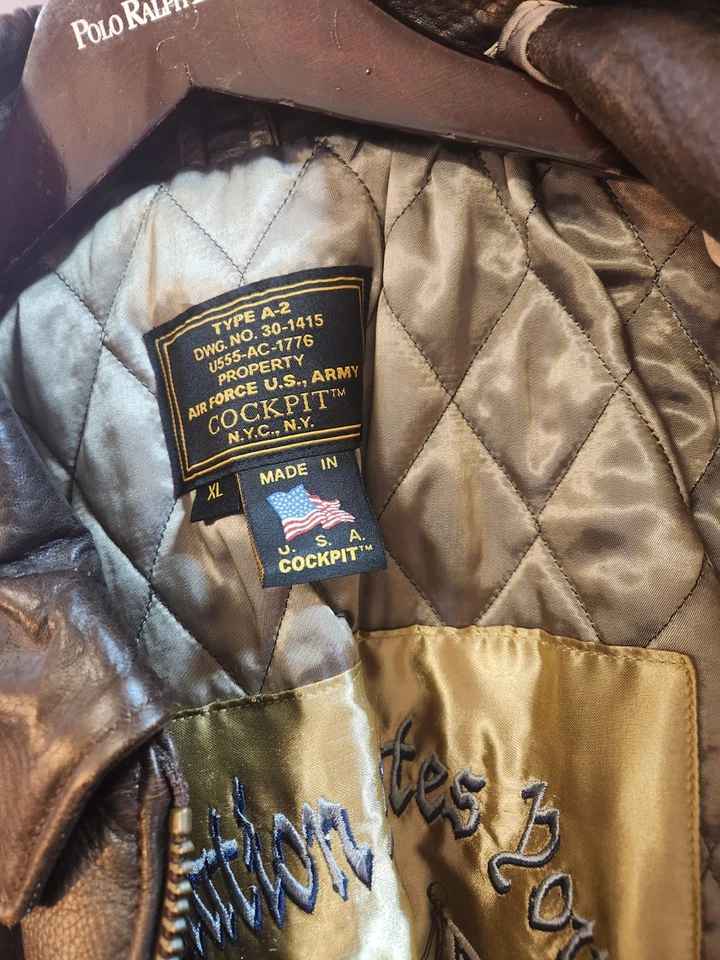 POLO RALPH
TYPE A-2
DWG. NO. 30-1415
U555-AC-1776
PROPERTY
AIR FORCE U.S., ARMY
COCKPIT™
N.Y.C., N.Y.
XL
MADE IN
U. S. A.
COCKPIT™